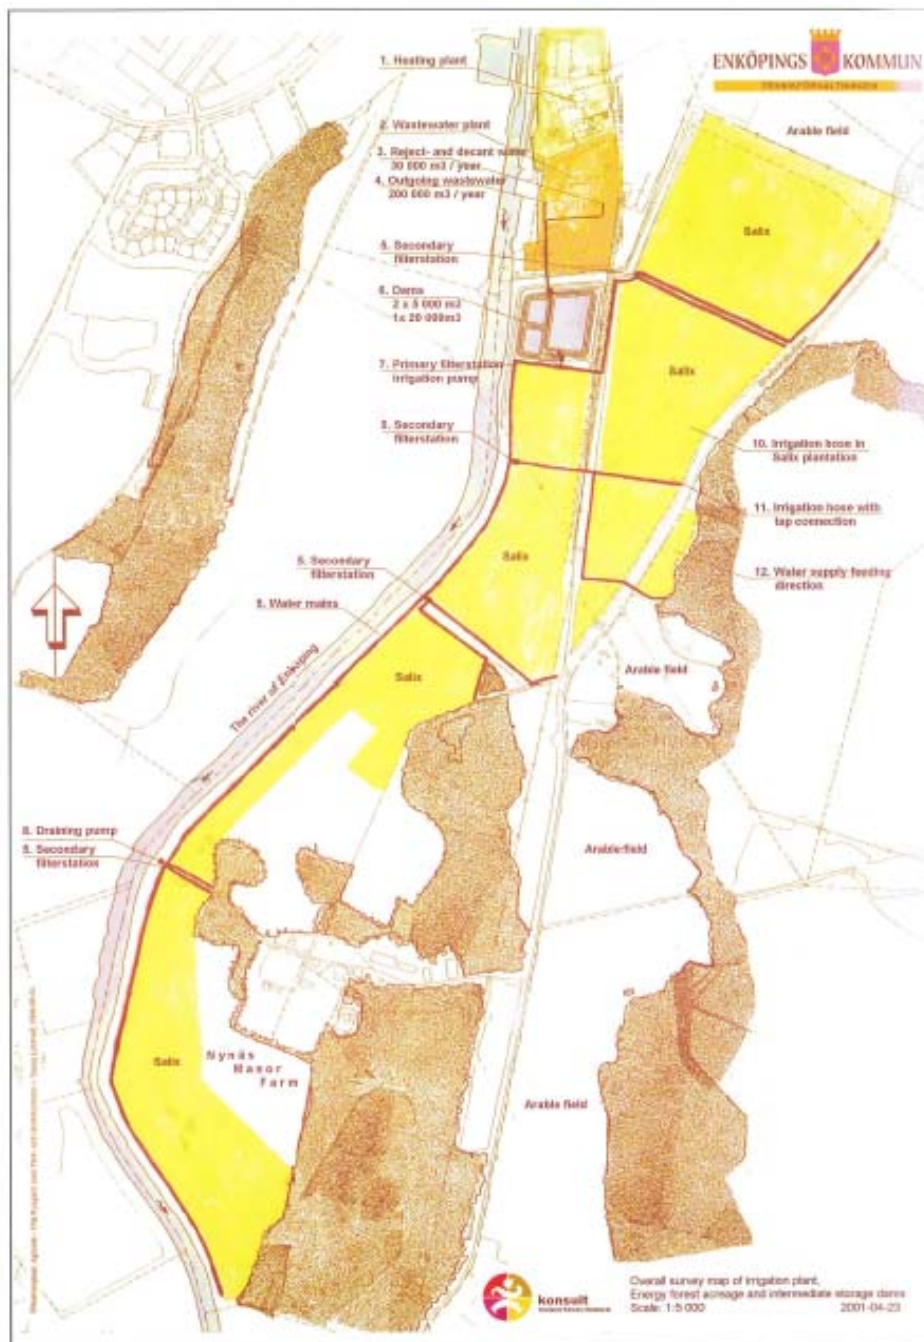 ENKÖPINGS KOMMUN
1. Heating plant
Arable field
2. Wastewater plant
3. Reject- and decant water
30 000 m3 / year
4. Outgoing wastewater
200 000 m3 / year
Salix
5. Secondary
filterstation
6. Dams
2 x 5 000 m3
1x 20 000m3
7. Primary filterstation
irrigation pump
Salix
5. Secondary
filterstation
10. Irrigation hose in
Salix plantation
11. Irrigation hose with
tap connection
Salix
5. Secondary
filterstation
12. Water supply feeding
direction
Water mains
Arable field
Salix
The river of Enköping
Draining pump
5. Secondary
filterstation
Arable field
Salix
Nynäs
Manor
Farm
Arable field
konsult
Overall survey map of irrigation plant,
Energy forest acreage and intermediate storage dams
Scale: 1:5 000 2001-04-23